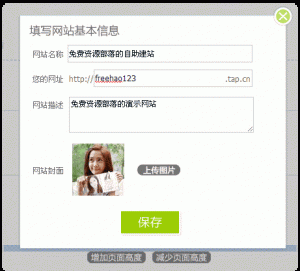 填写网站基本信息
网站名称 免费资源部落的自助建站
您的网址 http://freehao123 .tap.cn
网站描述 免费资源部落的演示网站
网站封面 上传图片
保存
增加页面高度 减少页面高度